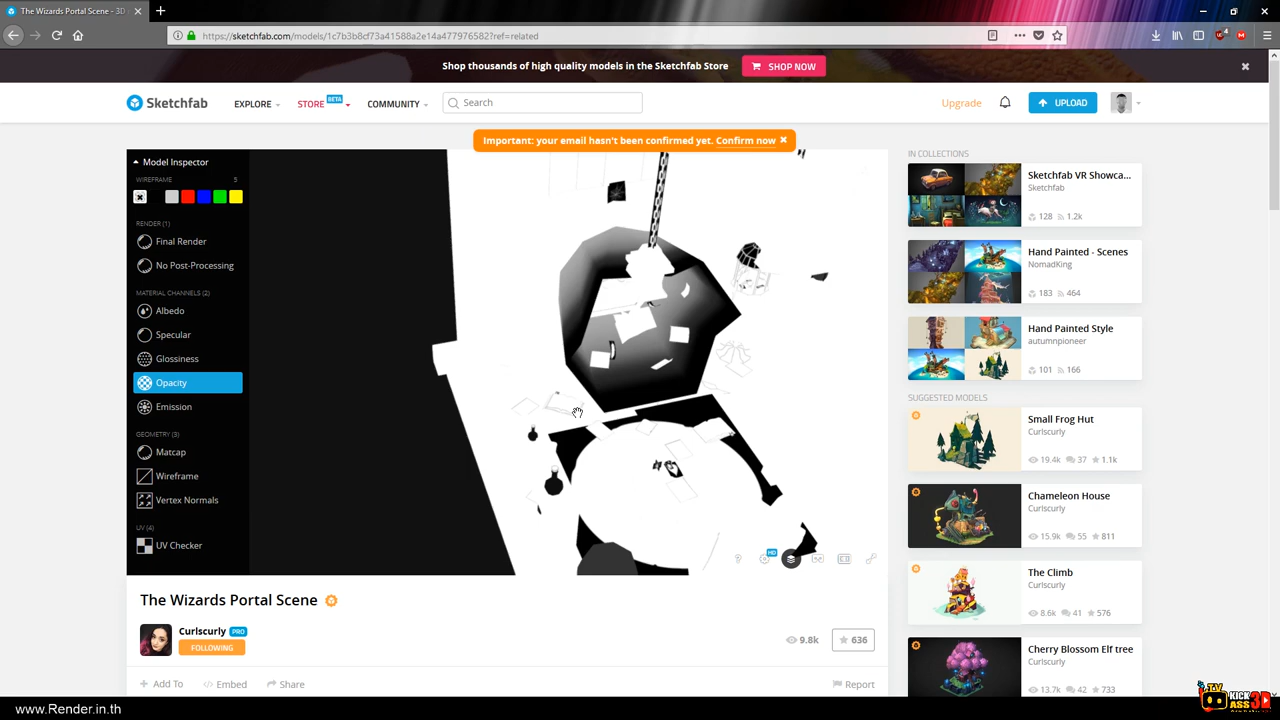 The Wizards Portal Scene - 3D
https://sketchfab.com/models/1c7b3b8cf73a41588a2e14a477976582?ref=related
4
Shop thousands of high quality models in the Sketchfab Store
SHOP NOW
Sketchfab
EXPLORE
STORE
BETA
COMMUNITY
Search
Upgrade
UPLOAD
Important: your email hasn't been confirmed yet. Confirm now
Model Inspector
WIREFRAME
5
RENDER (1)
Final Render
No Post-Processing
MATERIAL CHANNELS (2)
Albedo
Specular
Glossiness
Opacity
Emission
GEOMETRY (3)
Matcap
Wireframe
Vertex Normals
UV (4)
UV Checker
HD
The Wizards Portal Scene
Curlscurly
PRO
FOLLOWING
9.8k
636
Add To
Embed
Share
Report
IN COLLECTIONS
Sketchfab VR Showca...
Sketchfab
128
1.2k
Hand Painted - Scenes
NomadKing
183
464
Hand Painted Style
autumnpioneer
101
166
SUGGESTED MODELS
Small Frog Hut
Curlscurly
19.4k
37
1.1k
Chameleon House
Curlscurly
15.9k
55
811
The Climb
Curlscurly
8.6k
41
576
Cherry Blossom Elf tree
Curlscurly
13.7k
42
733
www.Render.in.th
TV
KICK
ASS3D